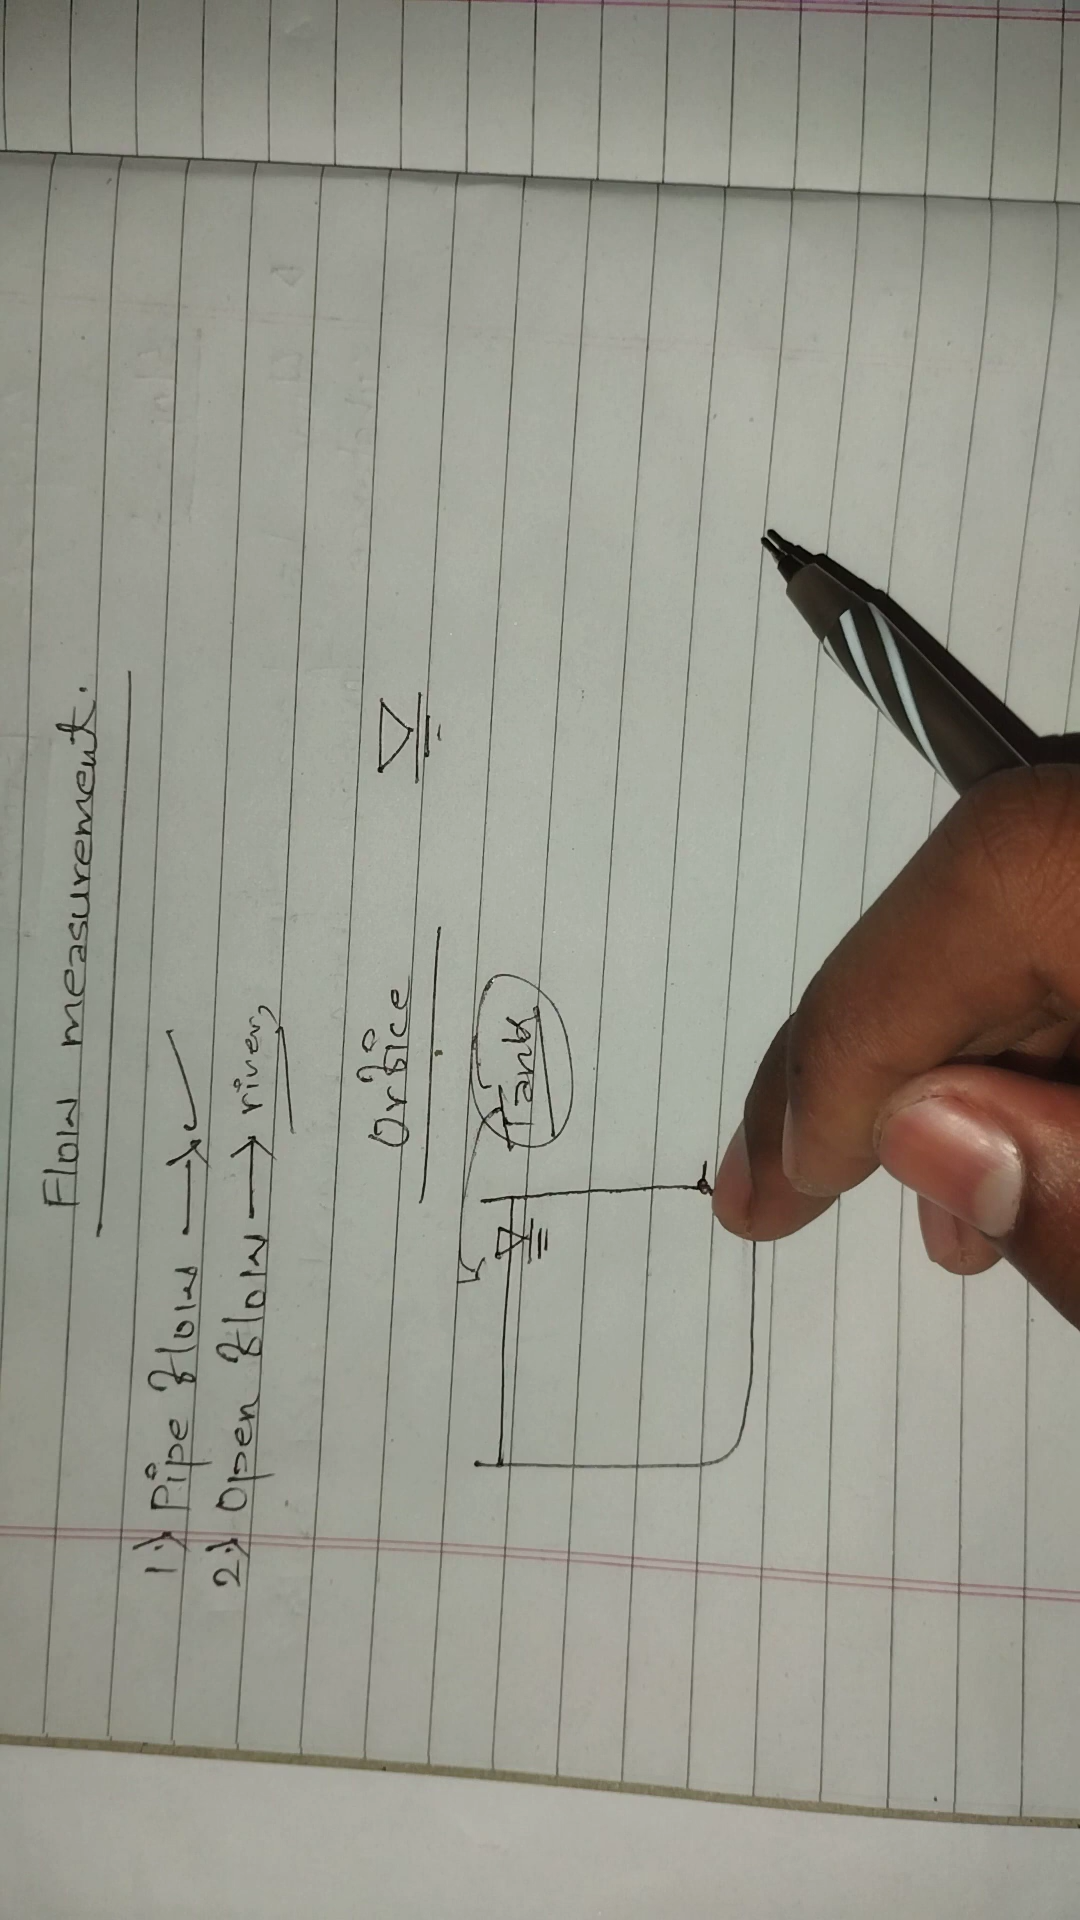 Flow measurement.
1) Pipe flow →
2) Open flow → river,
Orifice
Tank